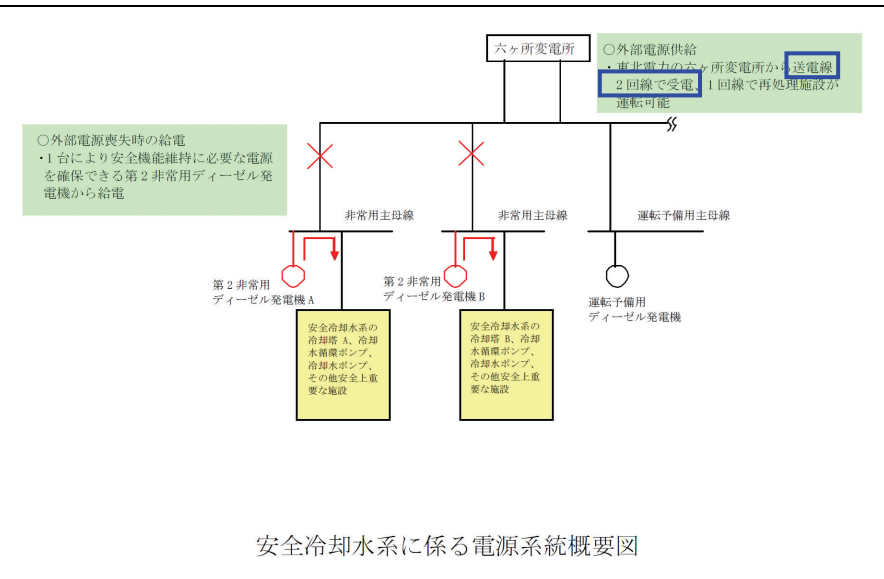 六ヶ所変電所
○外部電源供給
・東北電力の六ヶ所変電所から送電線
2回線で受電、1回線で再処理施設が
運転可能
○外部電源喪失時の給電
・1台により安全機能維持に必要な電源
を確保できる第2非常用ディーゼル発
電機から給電
非常用主母線
非常用主母線
運転予備用主母線
第2非常用
ディーゼル発電機A
第2非常用
ディーゼル発電機B
運転予備用
ディーゼル発電機
安全冷却水系の
冷却塔 A、冷却
水循環ポンプ、
冷却水ポンプ、
その他安全上重
要な施設
安全冷却水系の
冷却塔 B、冷却
水循環ポンプ、
冷却水ポンプ、
その他安全上重
要な施設
安全冷却水系に係る電源系統概要図